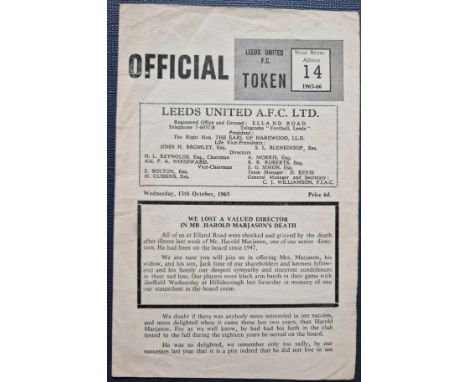 OFFICIAL
LEEDS UNITED
F.C.
TOKEN
West Brom.
Albion
14
1965-66
LEEDS UNITED A.F.C. LTD.
Registered Office and Ground: ELLAND ROAD
Telephone 7-6037/8 Telegrams "Football, Leeds"
President:
The Right Hon. THE EARL OF HAREWOOD, LL.D.
Life Vice-Presidents:
JOHN H. BROMLEY, Esq. S. L. BLENKINSOP, Esq.
Directors
H. L. REYNOLDS, Esq., Chairman A. MORRIS, Esq.
Ald. P. A. WOODWARD, R. R. ROBERTS, Esq.
Vice-Chairman S. G. SIMON, Esq.
S. BOLTON, Esq. Team Manager: D. REVIE
M. CUSSINS, Esq. General Manager and Secretary:
C. J. WILLIAMSON, F.I.A.C.
Wednesday, 13th October, 1965 Price 6d.
WE LOST A VALUED DIRECTOR
IN MR. HAROLD MARJASON'S DEATH
All of us at Elland Road were shocked and grieved by the death
after illness last week of Mr. Harold Marjason, one of our senior direc-
tors. He had been on the board since 1947.
We are sure you will join us in offering Mrs. Marjason, his
widow, and his son, Jack (one of our shareholders and keenest follow-
ers) and his family our deepest sympathy and sincerest condolences
in their sad loss. Our players wore black arm bands in their game with
Sheffield Wednesday at Hillsborough last Saturday in memory of one
our staunchest in the board room.
We doubt if there was anybody more interested in our success,
and more delighted when it came these last two years, than Harold
Marjason. For as well we know, he had had his faith in the club
tested to the full during the eighteen years he served on the board.
He was so delighted, we remember only too sadly, by our
successes last year that it is a pity indeed that he did not live to see